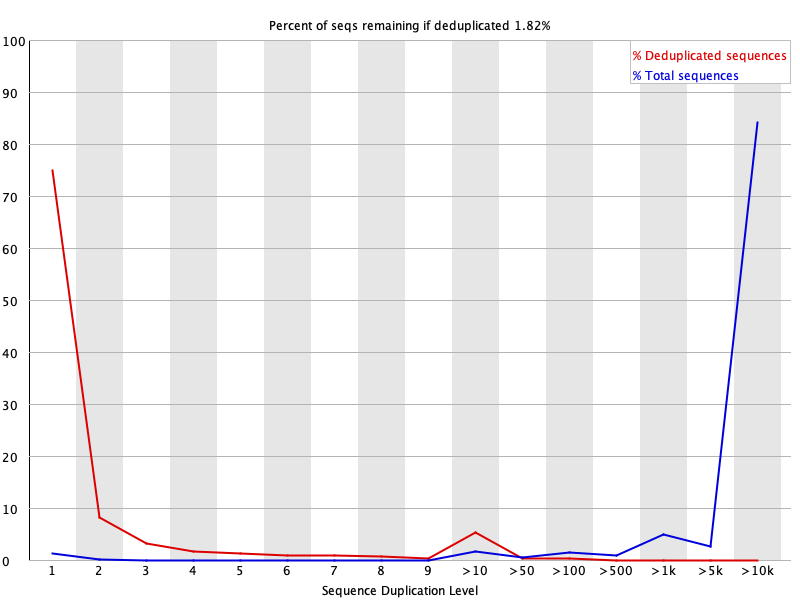 Percent of seqs remaining if deduplicated 1.82%
% Deduplicated sequences
% Total sequences
100
90
80
70
60
50
40
30
20
10
0
1 2 3 4 5 6 7 8 9 >10 >50 >100 >500 >1k >5k >10k
Sequence Duplication Level